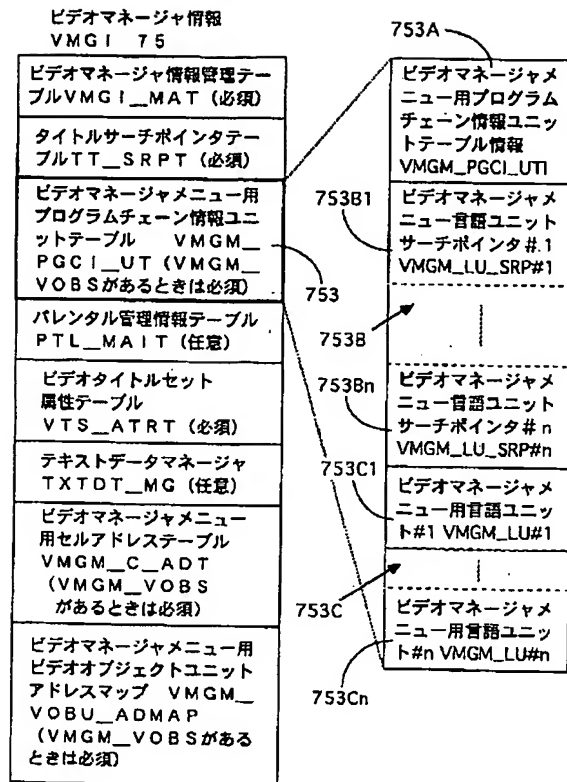 ビデオマネージャ情報
VMGI 75
ビデオマネージャ情報管理テー
ブルVMGI__MAT(必須)
タイトルサーチポインタテー
ブルTT__SRPT(必須)
ビデオマネージャメニュー用
プログラムチェーン情報ユニ
ットテーブル VMGM__
PGCI__UT(VMGM__
VOBSがあるときは必須)
パレンタル管理情報テーブル
PTL__MAIT(任意)
ビデオタイトルセット
属性テーブル
VTS__ATRT(必須)
テキストデータマネージャ
TXTDT__MG(任意)
ビデオマネージャメニュー
用セルアドレステーブル
VMGM__C__ADT
(VMGM__VOBS
があるときは必須)
ビデオマネージャメニュー用
ビデオオブジェクトユニット
アドレスマップ VMGM__
VOBU__ADMAP
(VMGM__VOBSがある
ときは必須)
753
753A
ビデオマネージャメ
ニュー用プログラム
チェーン情報ユニッ
トテーブル情報
VMGM_PGCI_UTI
753B1
ビデオマネージャメ
ニュー言語ユニット
サーチポインタ#.1
VMGM_LU_SRP#1
753B
753Bn
ビデオマネージャメ
ニュー言語ユニット
サーチポインタ#n
VMGM_LU_SRP#n
753C1
ビデオマネージャメ
ニュー用言語ユニッ
ト#1 VMGM_LU#1
753C
ビデオマネージャメ
ニュー用言語ユニッ
ト#n VMGM_LU#n
753Cn